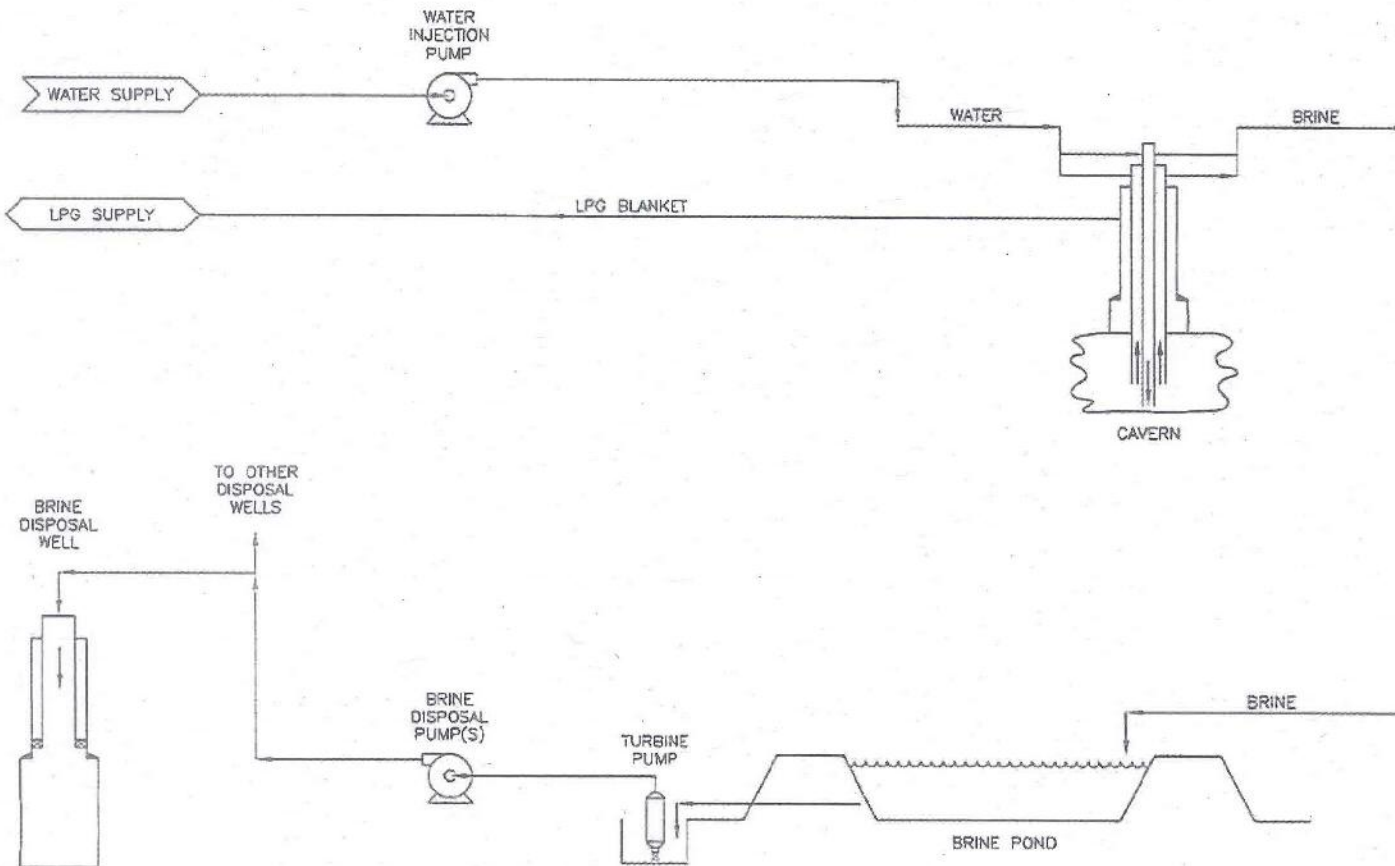 WATER
INJECTION
PUMP
WATER SUPPLY
WATER
BRINE
LPG SUPPLY
LPG BLANKET
CAVERN
TO OTHER
DISPOSAL
WELLS
BRINE
DISPOSAL
WELL
BRINE
DISPOSAL
PUMP(S)
TURBINE
PUMP
BRINE
BRINE POND